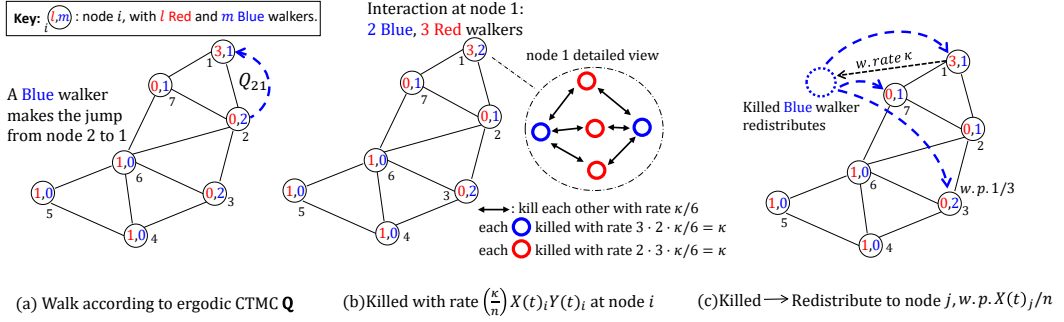 Key: i l,m : node i, with l Red and m Blue walkers.
3,1
1
Q21
0,1
7
0,2
2
A Blue walker
makes the jump
from node 2 to 1
1,0
6
1,0
5
0,2
3
1,0
4
(a) Walk according to ergodic CTMC Q
Interaction at node 1:
2 Blue, 3 Red walkers
3,2
1
node 1 detailed view
0,1
7
0,1
2
1,0
6
1,0
5
0,2
3
1,0
4
: kill each other with rate κ/6
each killed with rate 3 · 2 · κ/6 = κ
each killed with rate 2 · 3 · κ/6 = κ
(b)Killed with rate (κ/n) X(t)i Y(t)i at node i
3,1
1
w. rate κ
0,1
7
Killed Blue walker
redistributes
0,1
2
1,0
6
w. p. 1/3
1,0
5
0,2
3
1,0
4
(c)Killed → Redistribute to node j, w. p. X(t)j/n